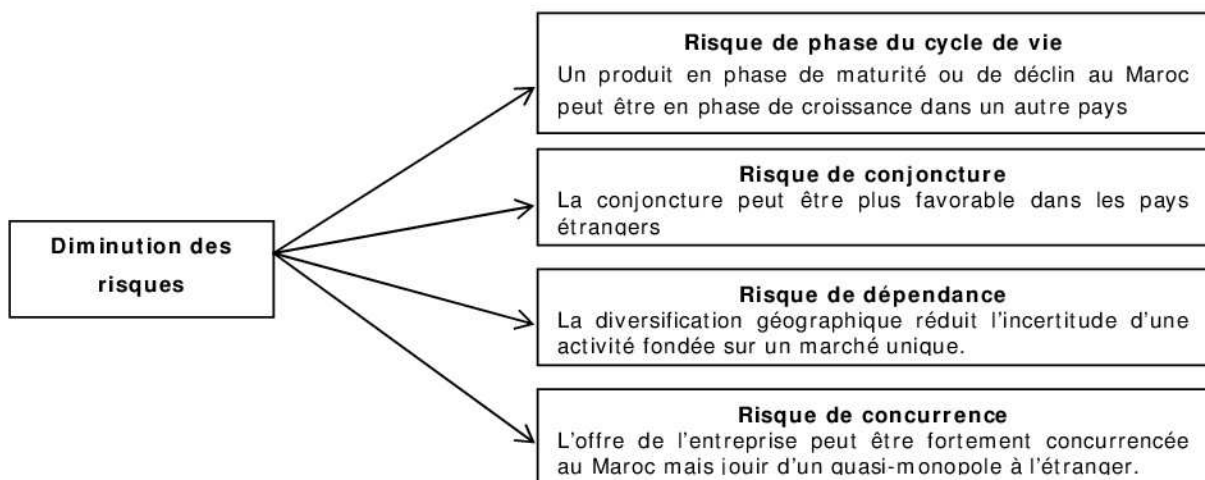 Risque de phase du cycle de vie
Un produit en phase de maturité ou de déclin au Maroc
peut être en phase de croissance dans un autre pays
Risque de conjoncture
La conjoncture peut être plus favorable dans les pays
étrangers
Diminution des
risques
Risque de dépendance
La diversification géographique réduit l'incertitude d'une
activité fondée sur un marché unique.
Risque de concurrence
L'offre de l'entreprise peut être fortement concurrencée
au Maroc mais jouir d'un quasi-monopole à l'étranger.